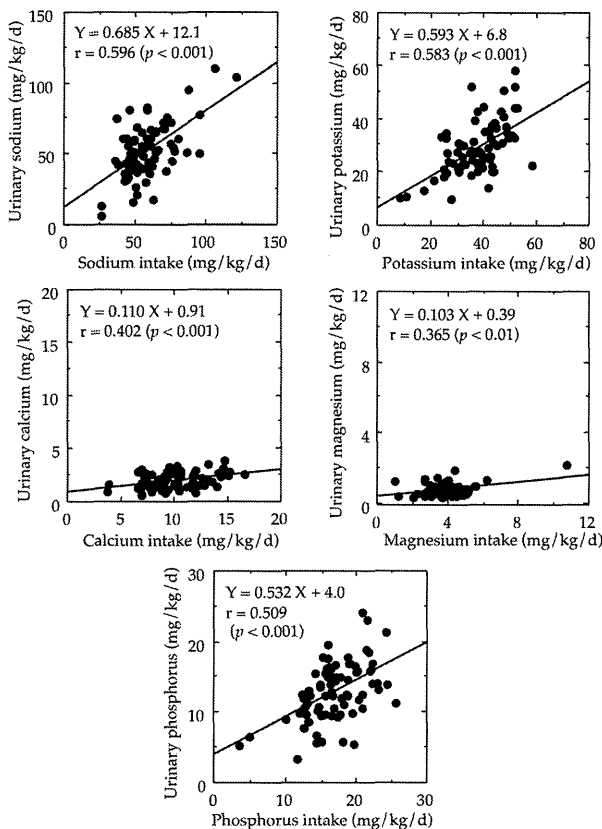 Y = 0.685 X + 12.1
r = 0.596 (p < 0.001)
Urinary sodium (mg/kg/d)
150
100
50
0
0 50 100 150
Sodium intake (mg/kg/d)
Y = 0.593 X + 6.8
r = 0.583 (p < 0.001)
Urinary potassium (mg/kg/d)
80
60
40
20
0
0 20 40 60 80
Potassium intake (mg/kg/d)
Y = 0.110 X + 0.91
r = 0.402 (p < 0.001)
Urinary calcium (mg/kg/d)
20
15
10
5
0
0 5 10 15 20
Calcium intake (mg/kg/d)
Y = 0.103 X + 0.39
r = 0.365 (p < 0.01)
Urinary magnesium (mg/kg/d)
12
8
4
2
0
0 4 8 12
Magnesium intake (mg/kg/d)
Y = 0.532 X + 4.0
r = 0.509
(p < 0.001)
Urinary phosphorus (mg/kg/d)
30
20
10
0
0 10 20 30
Phosphorus intake (mg/kg/d)